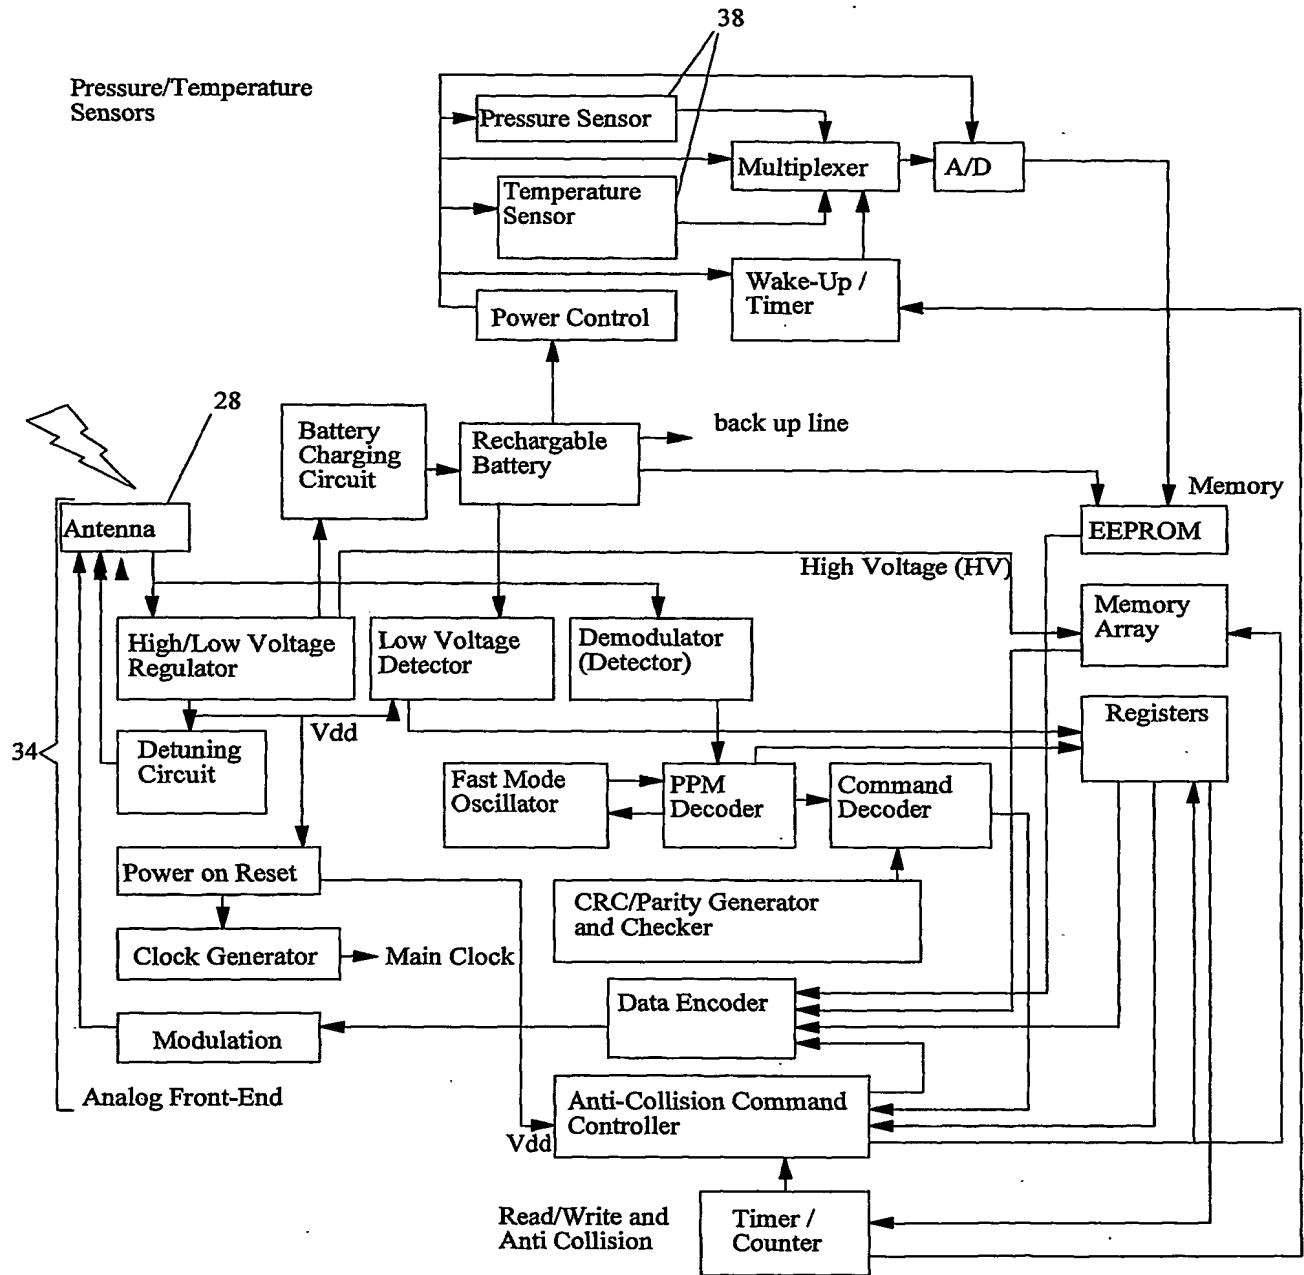 38
Pressure/Temperature
Sensors
Pressure Sensor
Multiplexer
A/D
Temperature
Sensor
Wake-Up /
Timer
Power Control
28
Battery
Charging
Circuit
Rechargable
Battery
back up line
Memory
Antenna
EEPROM
High Voltage (HV)
Memory
Array
High/Low Voltage
Regulator
Low Voltage
Detector
Demodulator
(Detector)
Registers
Vdd
34
Detuning
Circuit
Fast Mode
Oscillator
PPM
Decoder
Command
Decoder
Power on Reset
CRC/Parity Generator
and Checker
Clock Generator
Main Clock
Data Encoder
Modulation
Analog Front-End
Anti-Collision Command
Controller
Vdd
Read/Write and
Anti Collision
Timer /
Counter